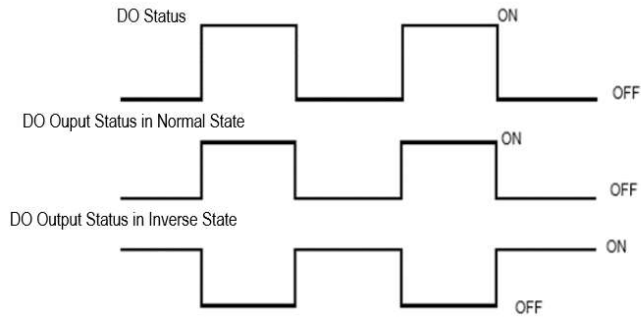 DO Status
ON
OFF
DO Ouput Status in Normal State
ON
OFF
DO Output Status in Inverse State
ON
OFF